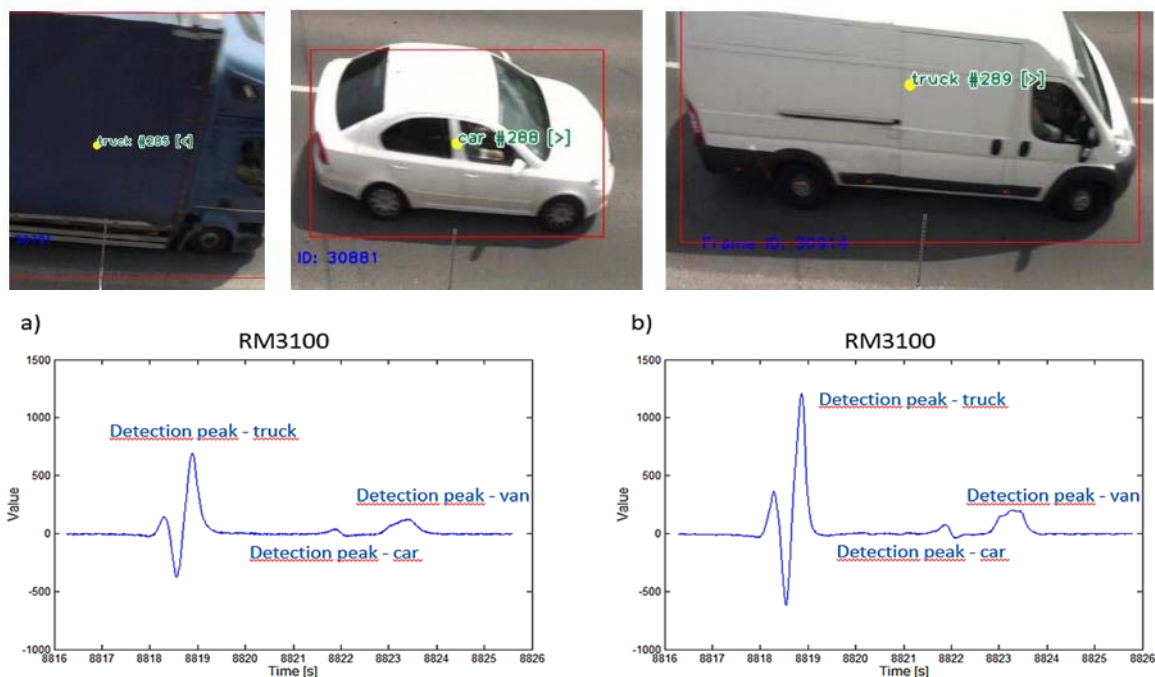 truck #285 [<]
car #288 [>]
ID: 30881
truck #289 [>]
Frame ID: 30914
a)
RM3100
1500
1000
500
0
-500
-1000
Value
Detection peak - truck
Detection peak - van
Detection peak - car
8816 8817 8818 8819 8820 8821 8822 8823 8824 8825 8826
Time [s]
b)
RM3100
1500
1000
500
0
-500
-1000
Value
Detection peak - truck
Detection peak - van
Detection peak - car
8816 8817 8818 8819 8820 8821 8822 8823 8824 8825 8826
Time [s]